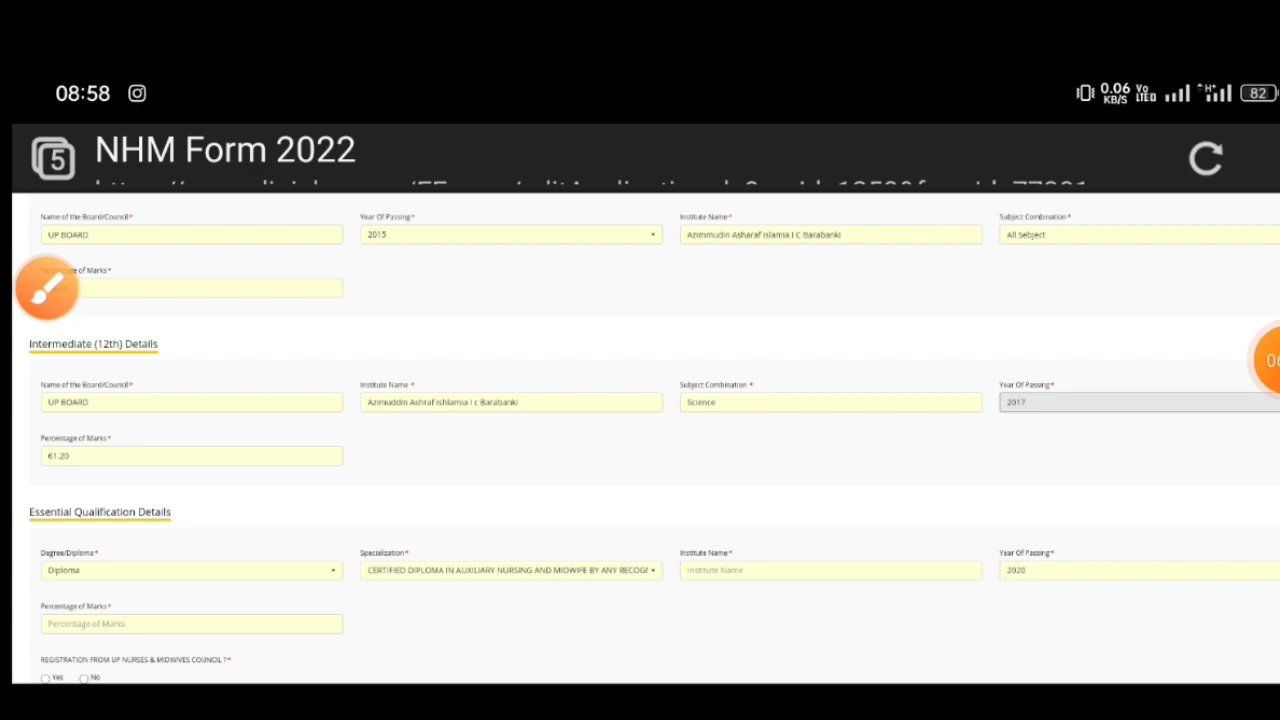 08:58
0.06 KB/S Vo LTED H+ 82
5 NHM Form 2022
Name of the Board/Council* Year Of Passing* Institute Name* Subject Combination*
UP BOARD 2015 Azimmudin Asharaf Islamia I C Barabanki All Sebject
of Marks*
Intermediate (12th) Details
Name of the Board/Council* Institute Name * Subject Combination * Year Of Passing*
UP BOARD Azimuddin Ashraf Ishlamia I c Barabanki Science 2017
Percentage of Marks*
61.20
Essential Qualification Details
Degree/Diploma* Specialization* Institute Name* Year Of Passing*
Diploma CERTIFIED DIPLOMA IN AUXILIARY NURSING AND MIDWIFE BY ANY RECOG Institute Name 2020
Percentage of Marks*
Percentage of Marks
REGISTRATION FROM UP NURSES & MIDWIVES COUNCIL ?*
Yes No